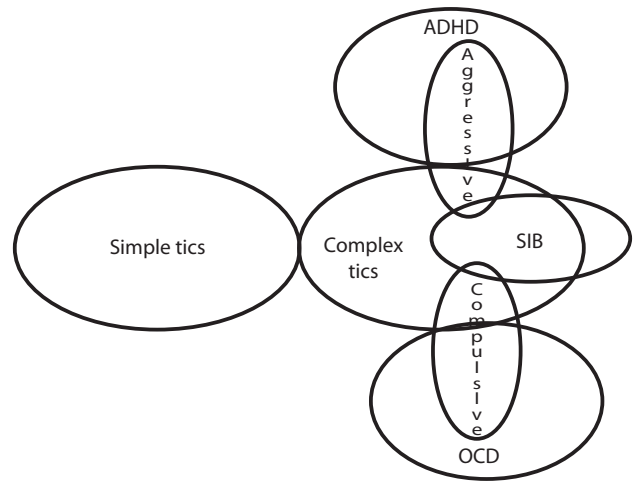 ADHD
Aggressive
Simple tics
Complex
tics
SIB
Compulsive
OCD